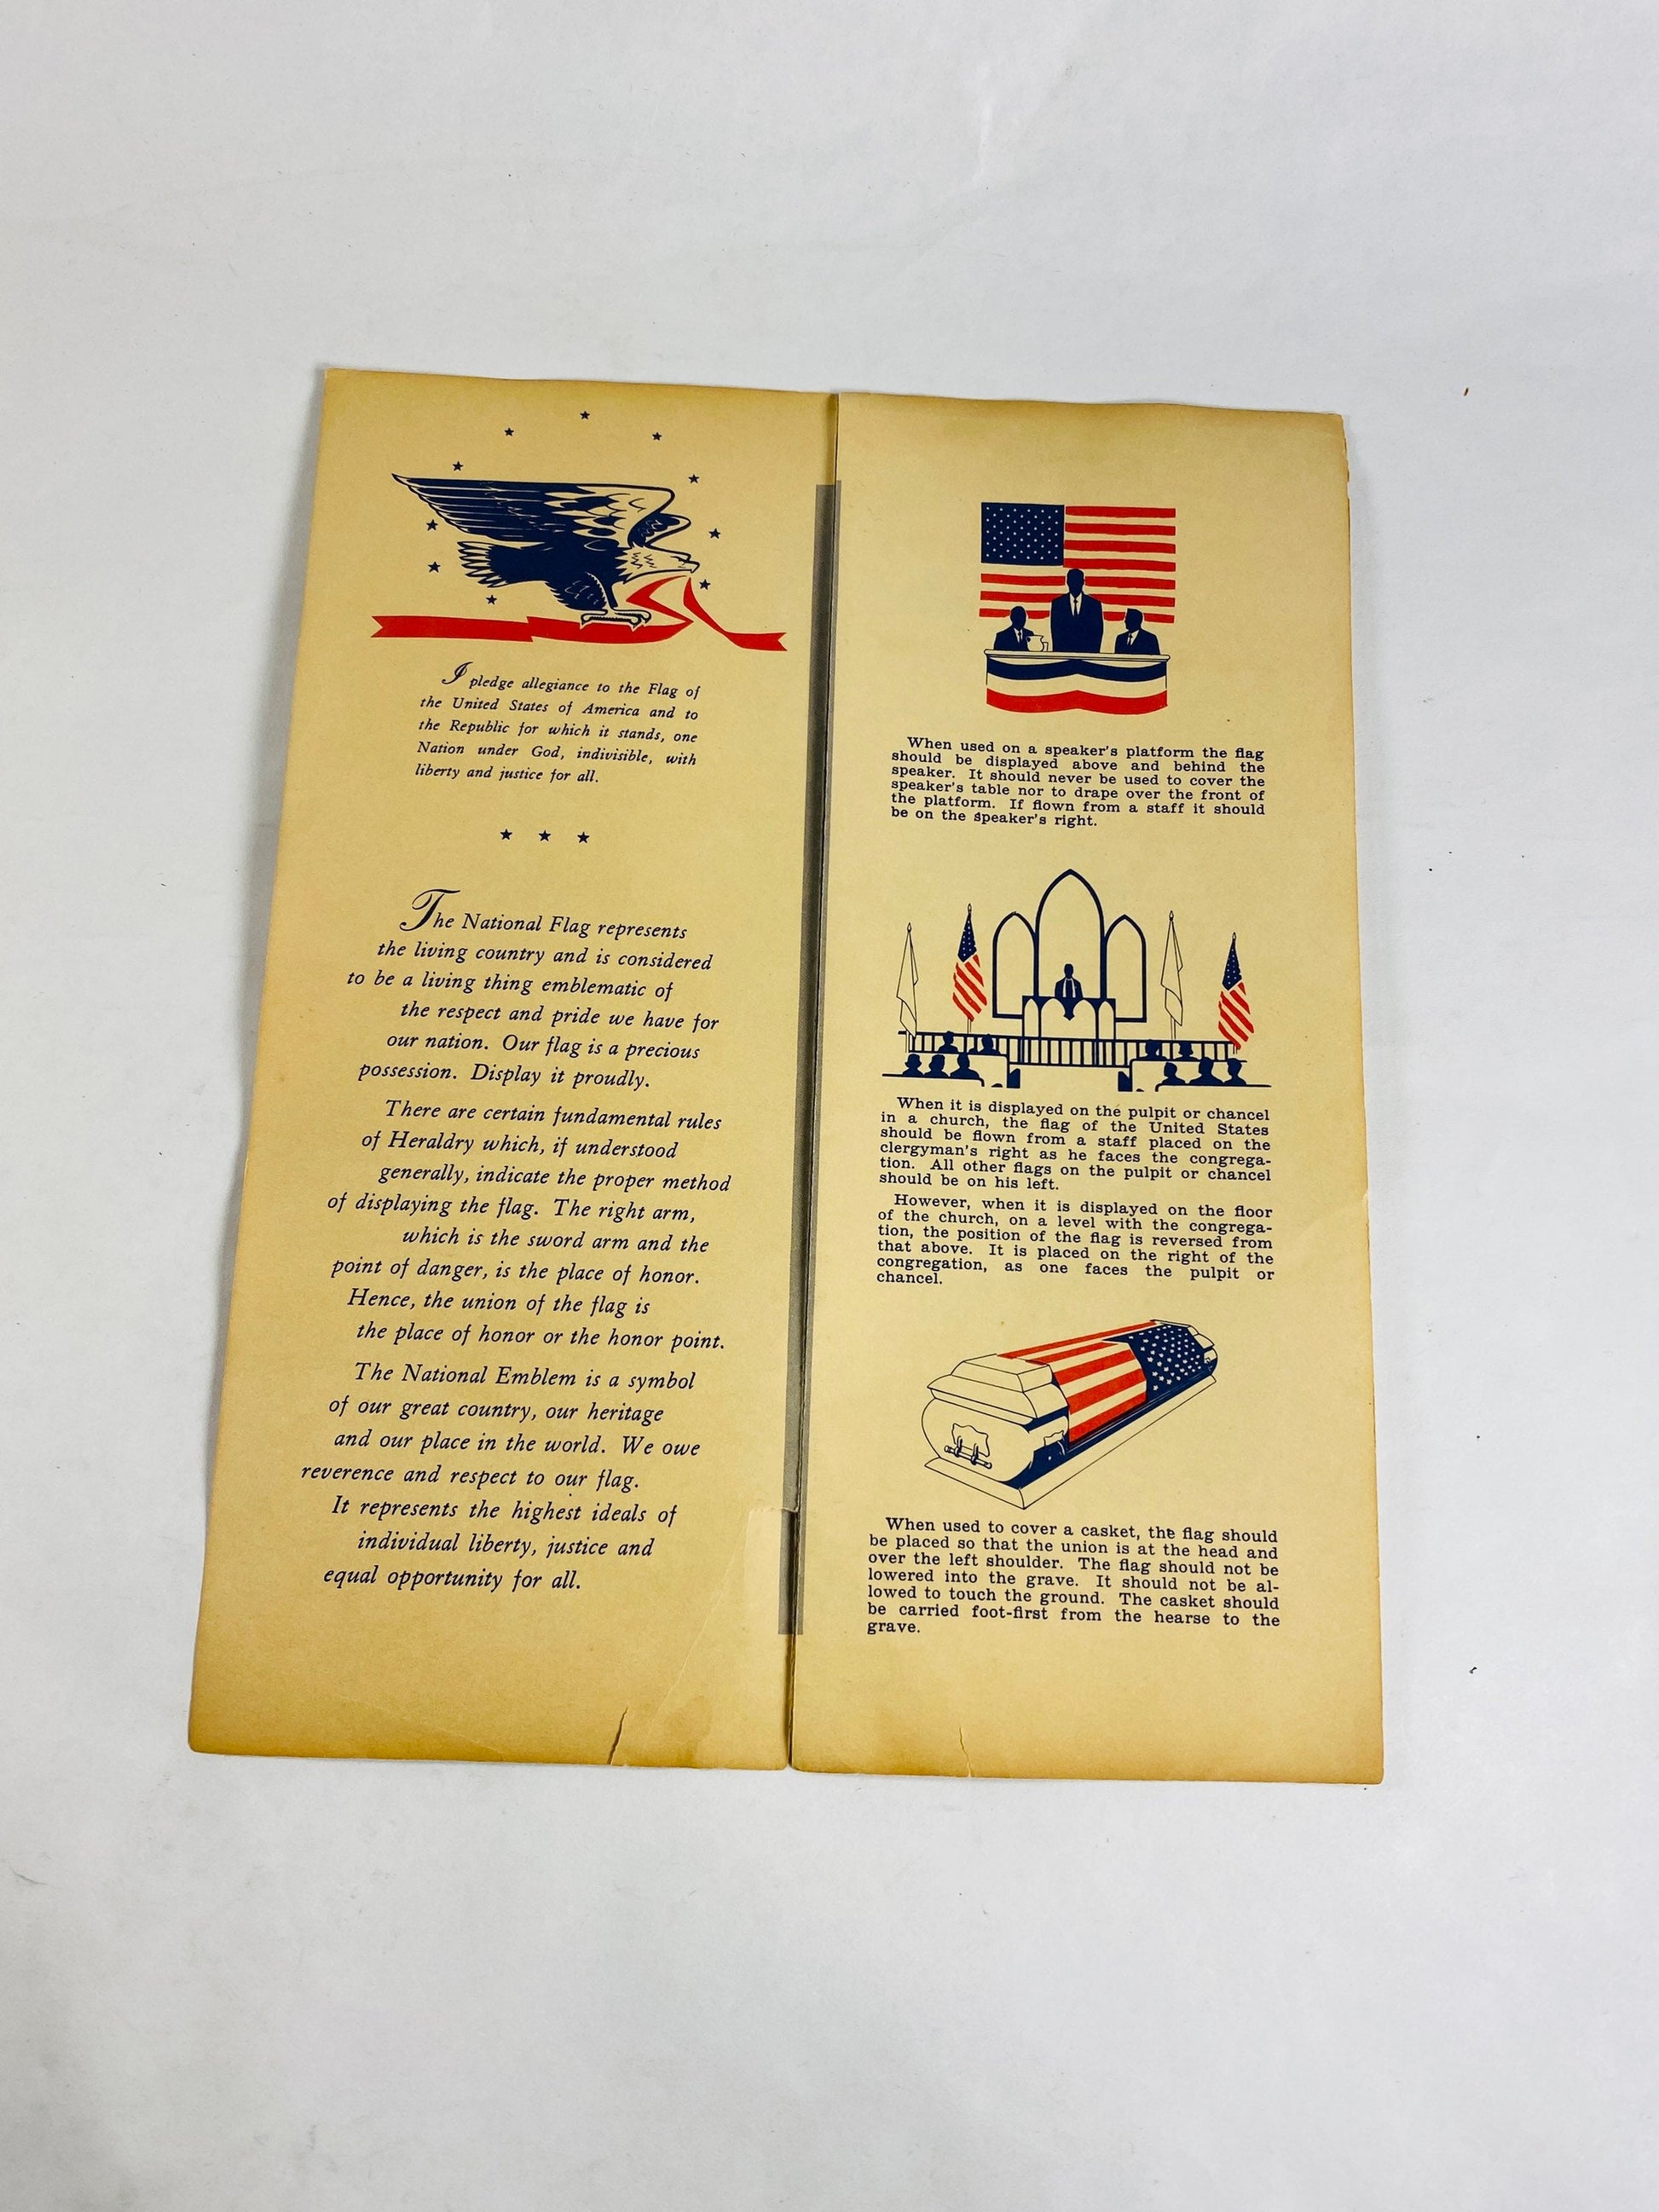 I pledge allegiance to the Flag of
the United States of America and to
the Republic for which it stands, one
Nation under God, indivisible, with
liberty and justice for all.
The National Flag represents
the living country and is considered
to be a living thing emblematic of
the respect and pride we have for
our nation. Our flag is a precious
possession. Display it proudly.
There are certain fundamental rules
of Heraldry which, if understood
generally, indicate the proper method
of displaying the flag. The right arm,
which is the sword arm and the
point of danger, is the place of honor.
Hence, the union of the flag is
the place of honor or the honor point.
The National Emblem is a symbol
of our great country, our heritage
and our place in the world. We owe
reverence and respect to our flag.
It represents the highest ideals of
individual liberty, justice and
equal opportunity for all.
When used on a speaker's platform the flag
should be displayed above and behind the
speaker. It should never be used to cover the
speaker's table nor to drape over the front of
the platform. If flown from a staff it should
be on the speaker's right.
When it is displayed on the pulpit or chancel
in a church, the flag of the United States
should be flown from a staff placed on the
clergyman's right as he faces the congrega-
tion. All other flags on the pulpit or chancel
should be on his left.
However, when it is displayed on the floor
of the church, on a level with the congrega-
tion, the position of the flag is reversed from
that above. It is placed on the right of the
congregation, as one faces the pulpit or
chancel.
When used to cover a casket, the flag should
be placed so that the union is at the head and
over the left shoulder. The flag should not be
lowered into the grave. It should not be al-
lowed to touch the ground. The casket should
be carried foot-first from the hearse to the
grave.